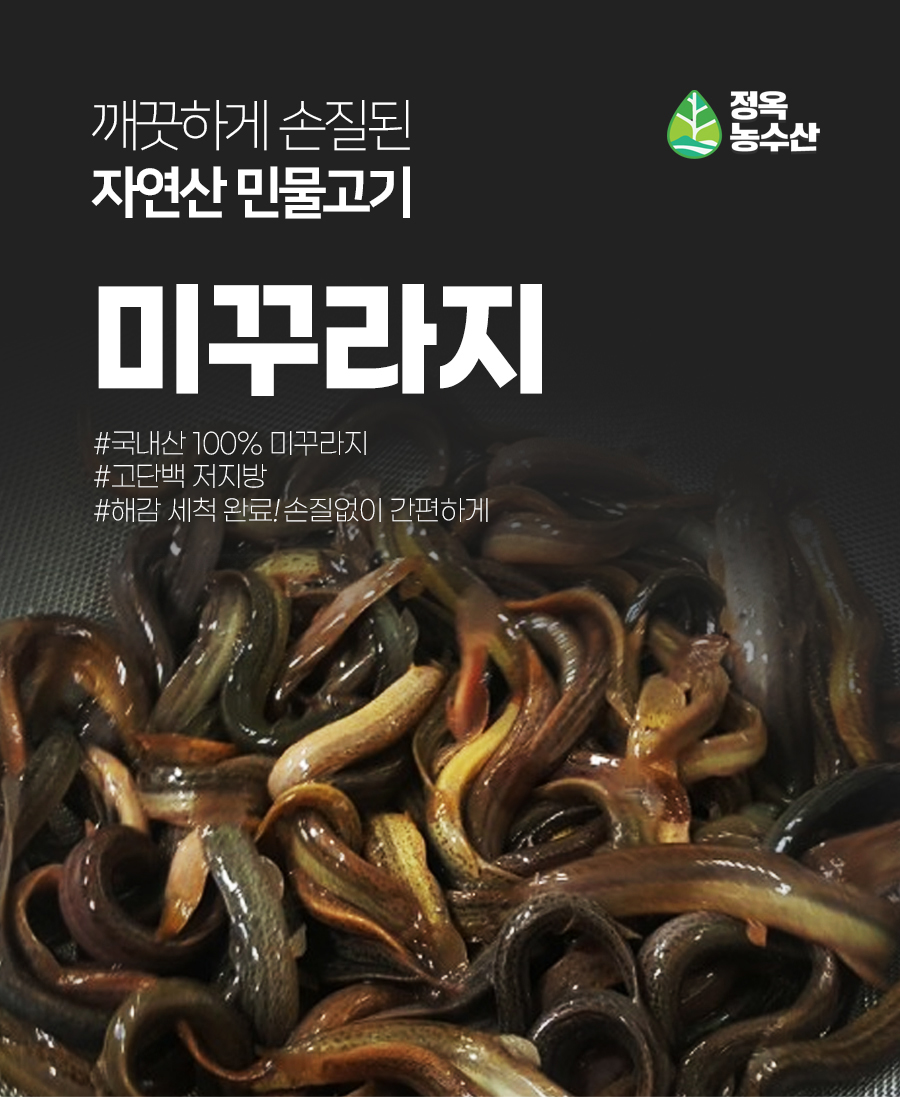 깨끗하게 손질된
자연산 민물고기
정옥
농수산
미꾸라지
#국내산 100% 미꾸라지
#고단백 저지방
#해감 세척 완료! 손질없이 간편하게